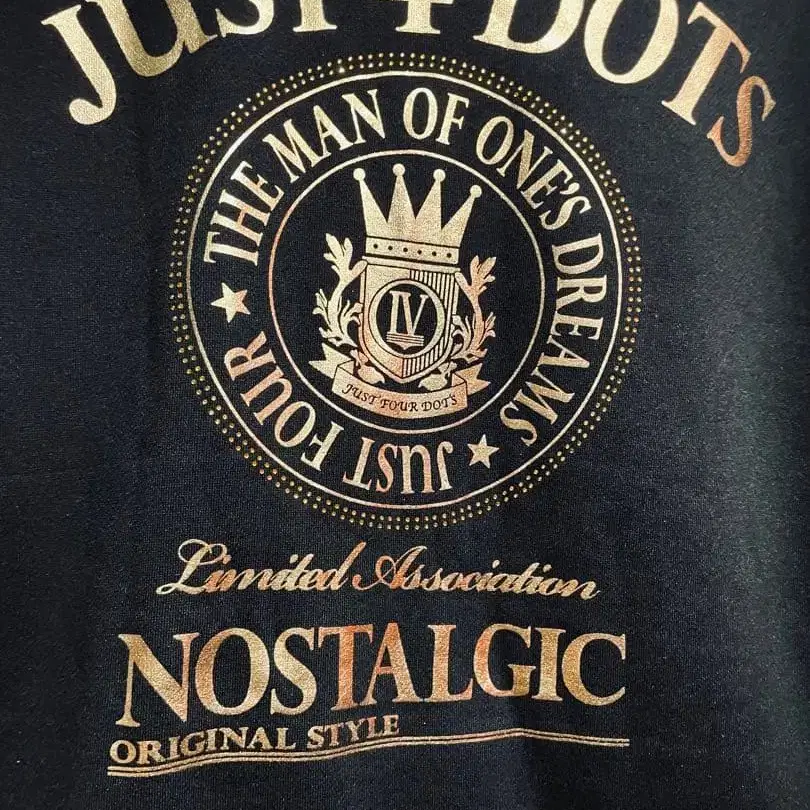 JUST 4 DOTS
THE MAN OF ONE'S DREAMS
JUST FOUR
IV
JUST FOUR DOTS
Limited Association
NOSTALGIC
ORIGINAL STYLE